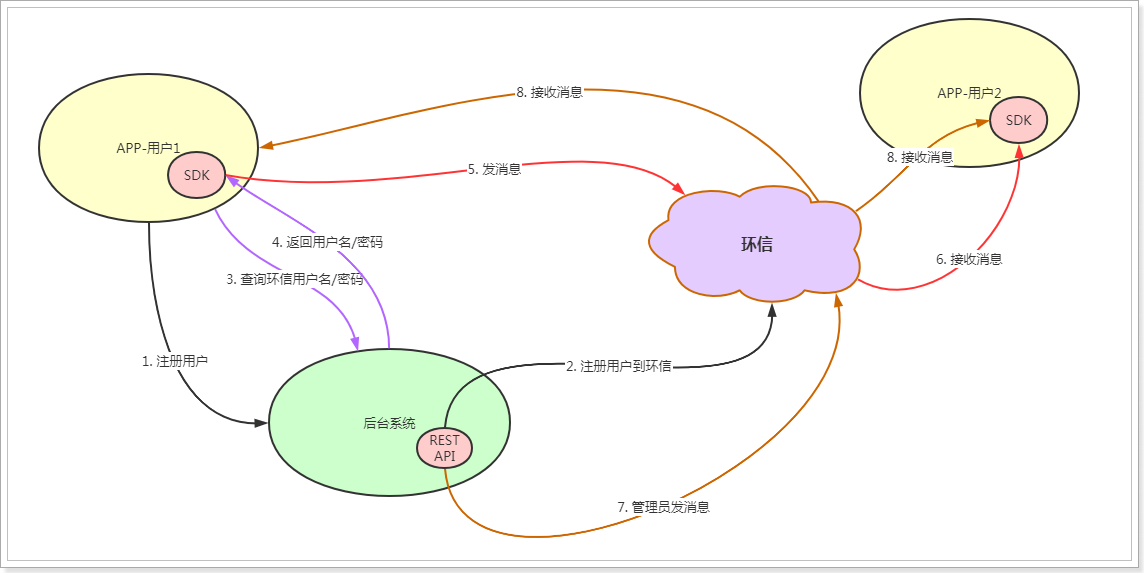 APP-用户2
SDK
8. 接收消息
APP-用户1
SDK
8. 接收消息
5. 发消息
环信
4. 返回用户名/密码
6. 接收消息
3. 查询环信用户名/密码
1. 注册用户
2. 注册用户到环信
后台系统
REST
API
7. 管理员发消息